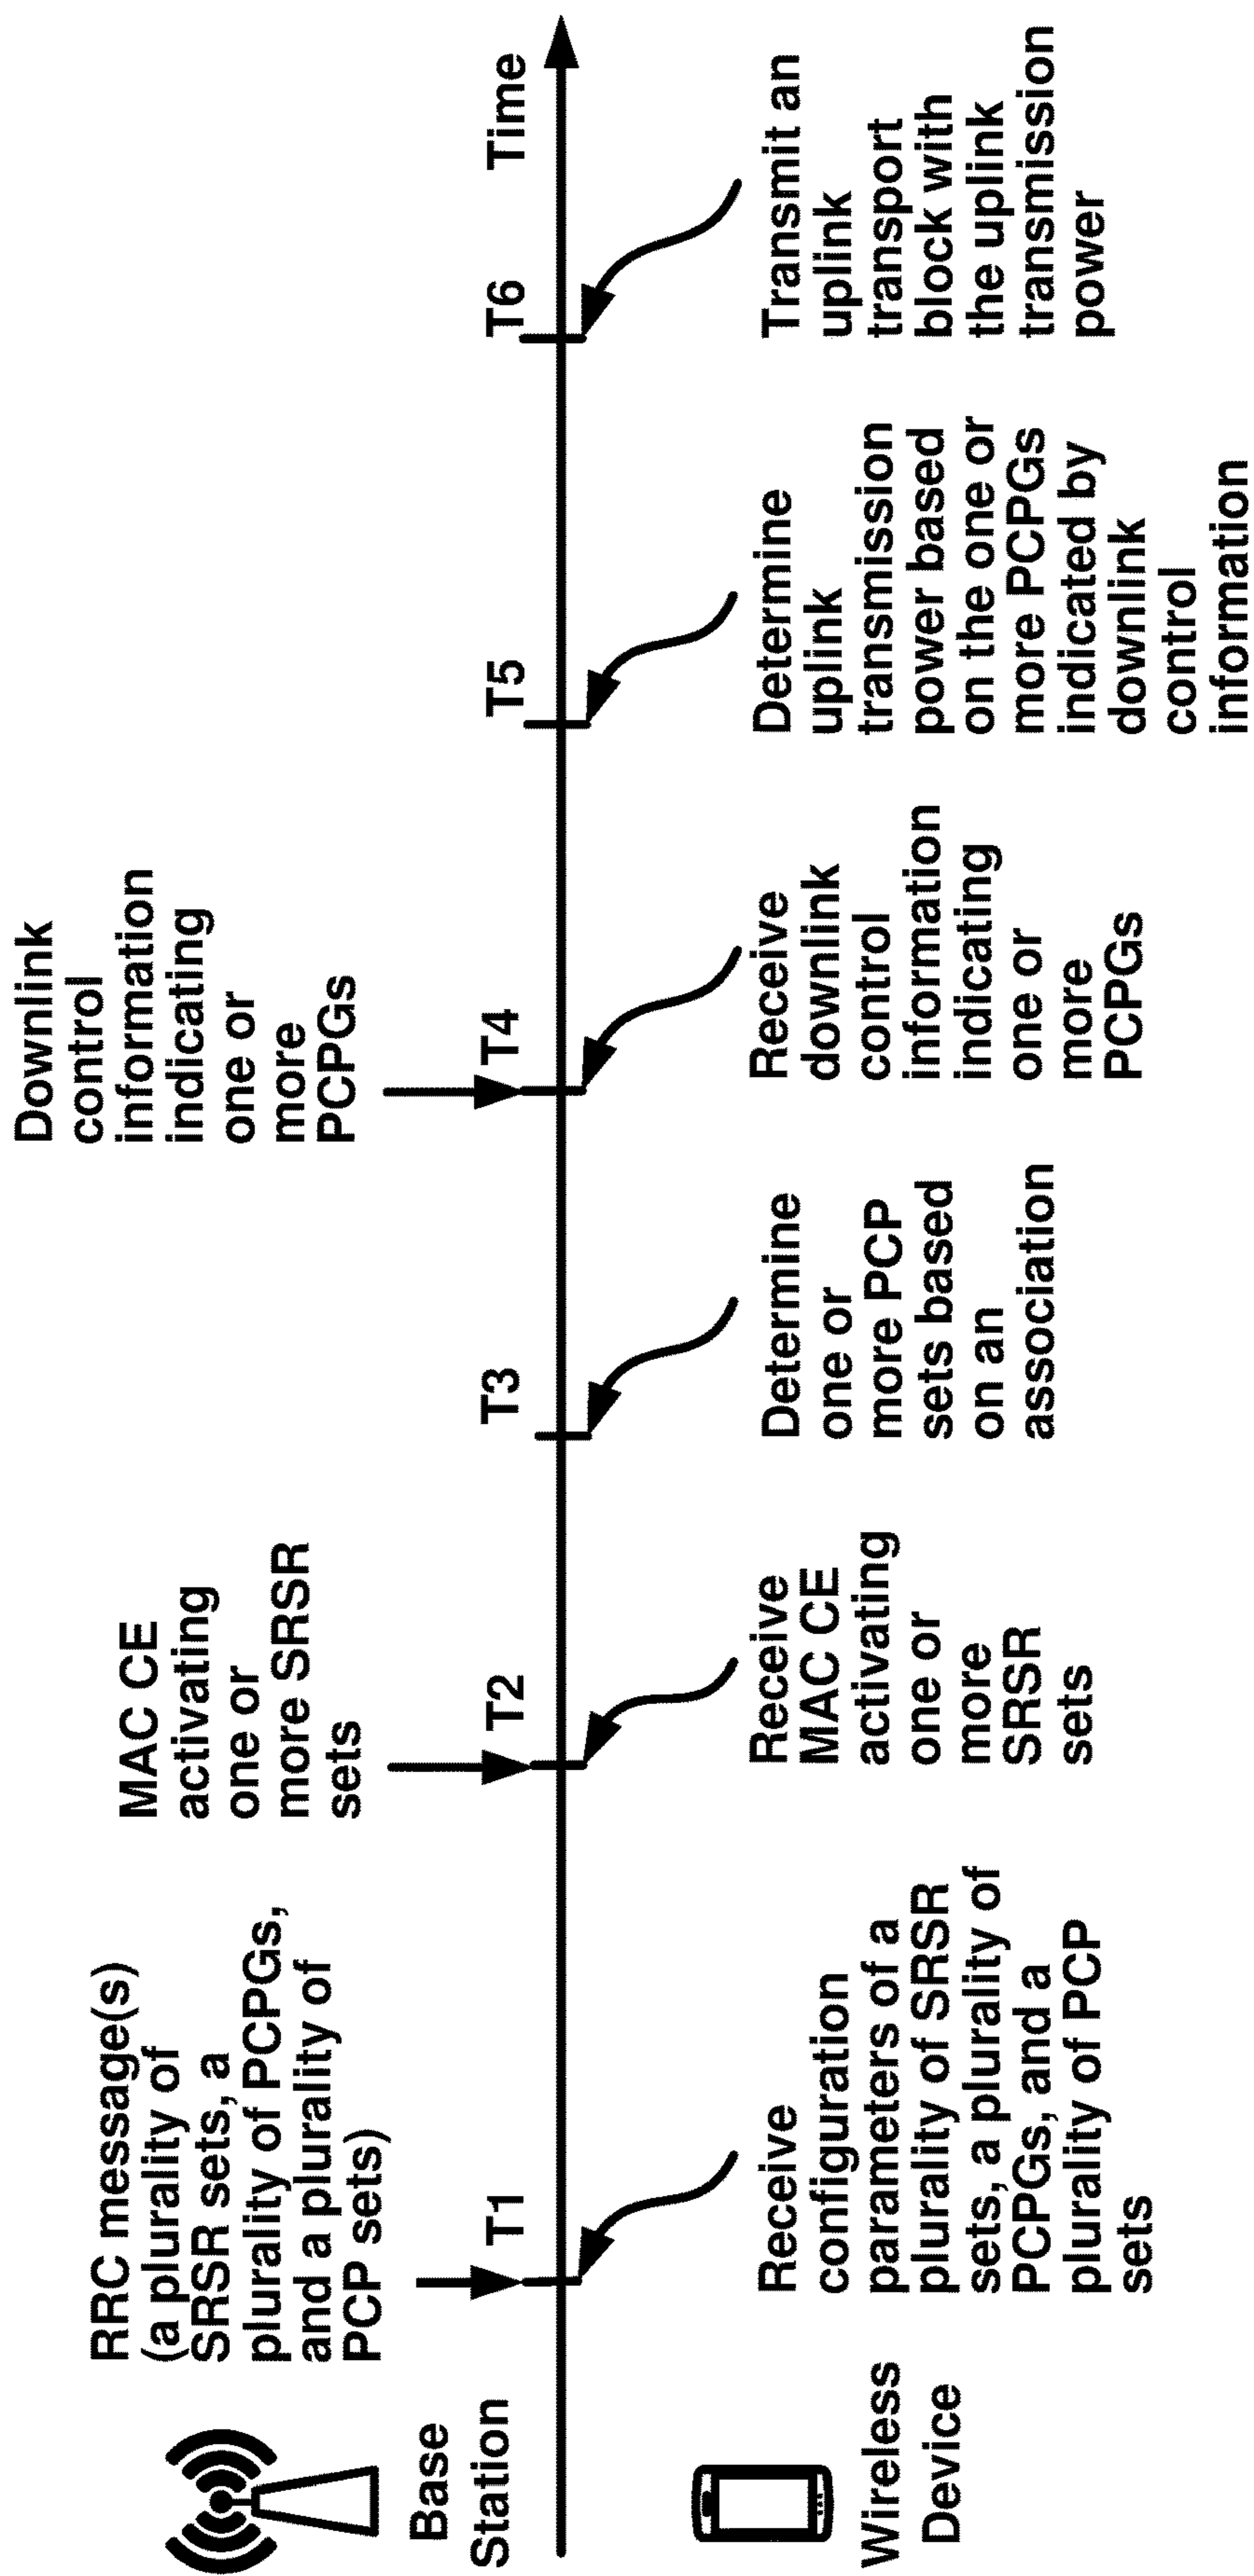 RRC message(s)
(a plurality of
SRSR sets, a
plurality of PCPGs,
and a plurality of
PCP sets)
MAC CE
activating
one or
more SRSR
sets
Downlink
control
information
indicating
one or
more
PCPGs
Base
Station
T1
T2
T3
T4
T5
T6
Time
Wireless
Device
Receive
configuration
parameters of a
plurality of SRSR
sets, a plurality of
PCPGs, and a
plurality of PCP
sets
Receive
MAC CE
activating
one or
more
SRSR
sets
Determine
one or
more PCP
sets based
on an
association
Receive
downlink
control
information
indicating
one or
more
PCPGs
Determine
uplink
transmission
power based
on the one or
more PCPGs
indicated by
downlink
control
information
Transmit an
uplink
transport
block with
the uplink
transmission
power